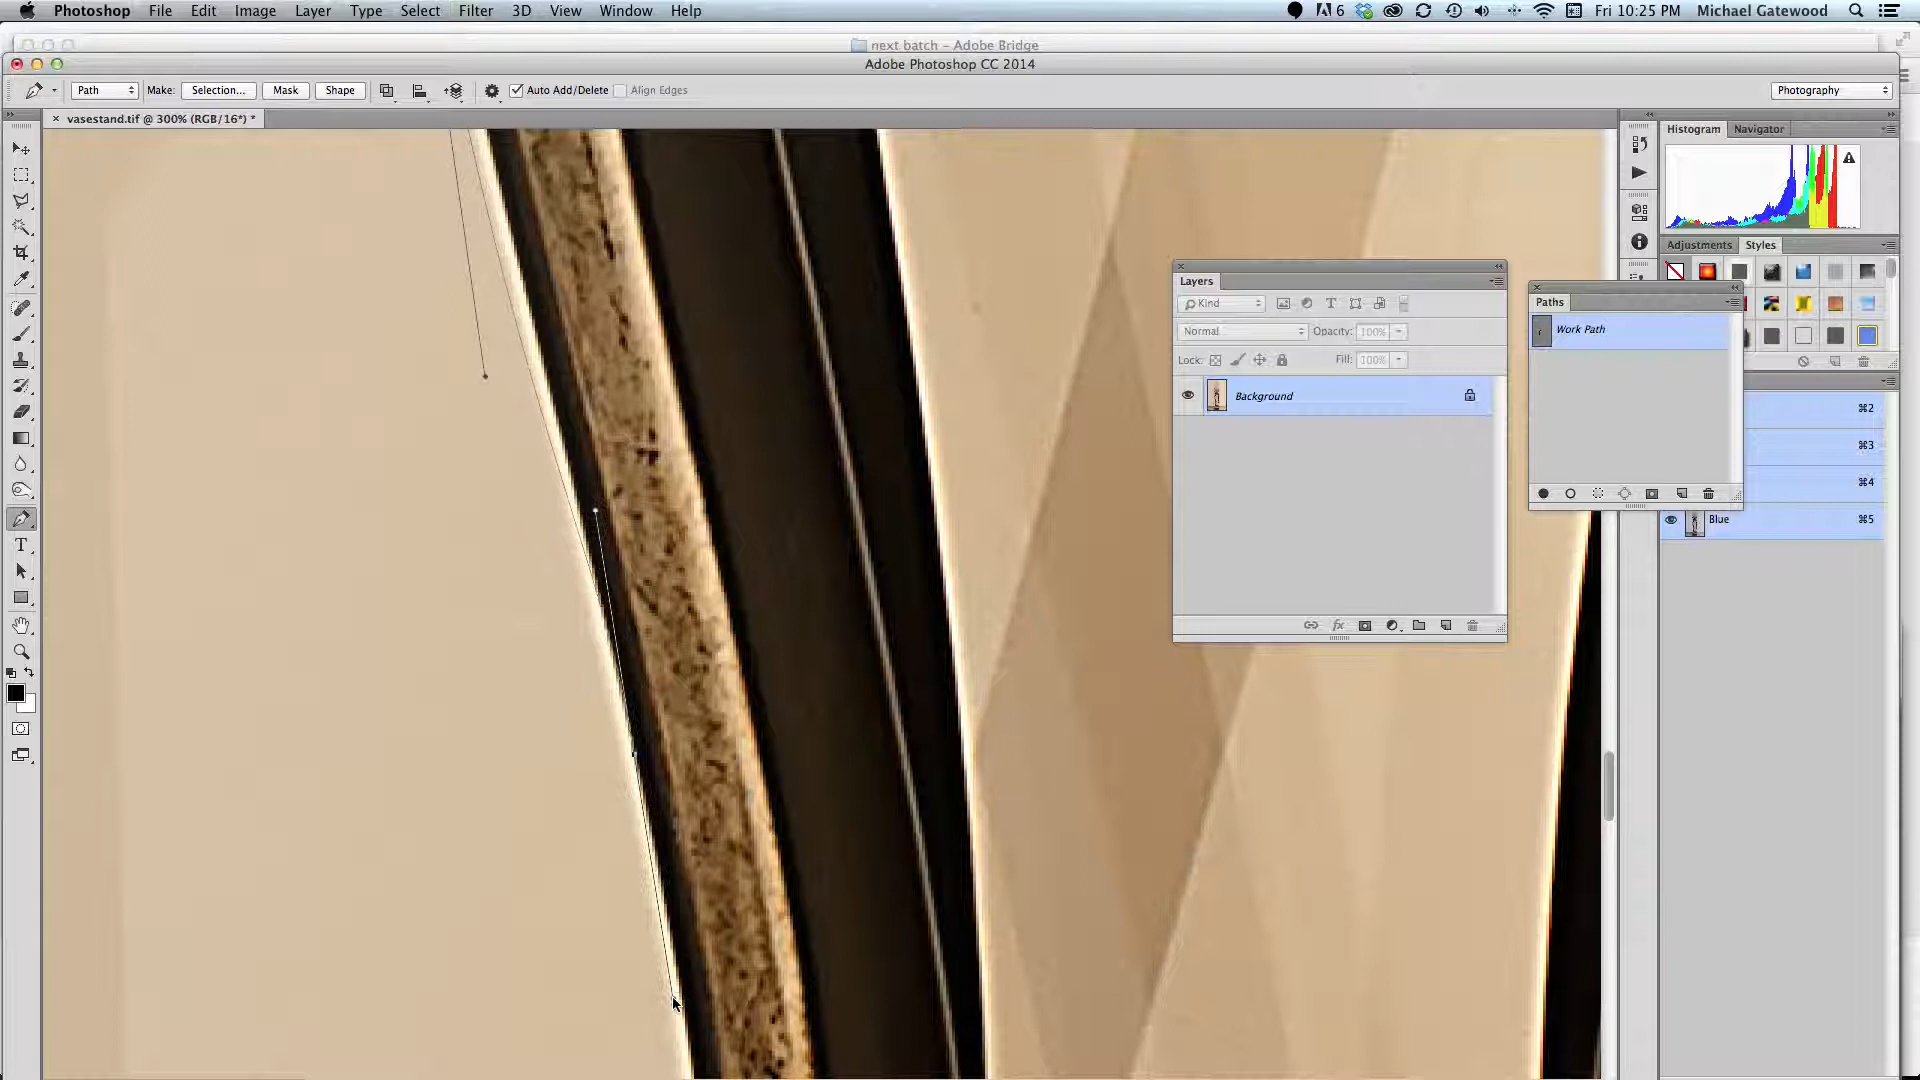 Photoshop File Edit Image Layer Type Select Filter 3D View Window Help
6 Fri 10:25 PM Michael Gatewood
next batch – Adobe Bridge
Adobe Photoshop CC 2014
Path Make: Selection... Mask Shape Auto Add/Delete Align Edges Photography
× vasestand.tif @ 300% (RGB/16*) *
Histogram Navigator
Adjustments Styles
Layers
Kind
Normal Opacity: 100%
Lock: Fill: 100%
Background
fx
Paths
Work Path
⌘2
⌘3
⌘4
Blue ⌘5